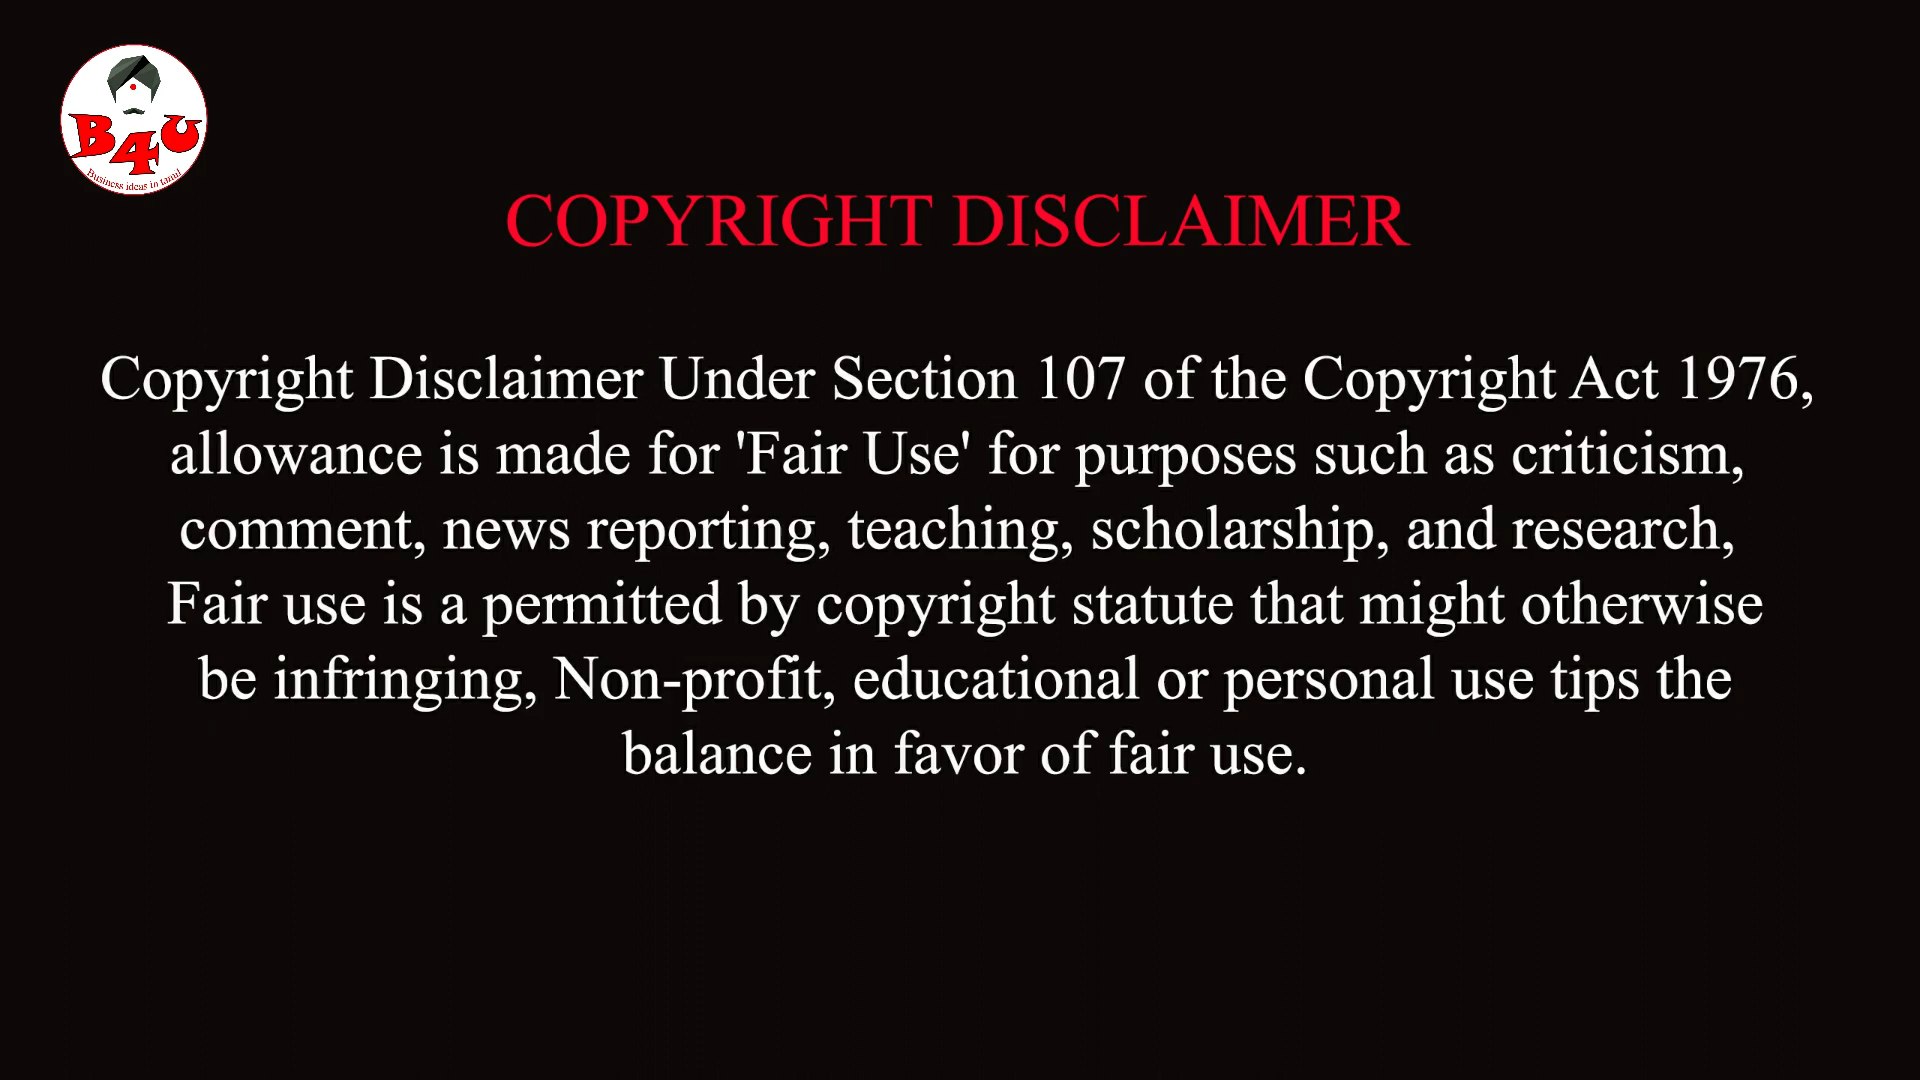 B4U
Business ideas in tamil
COPYRIGHT DISCLAIMER
Copyright Disclaimer Under Section 107 of the Copyright Act 1976,
allowance is made for 'Fair Use' for purposes such as criticism,
comment, news reporting, teaching, scholarship, and research,
Fair use is a permitted by copyright statute that might otherwise
be infringing, Non-profit, educational or personal use tips the
balance in favor of fair use.